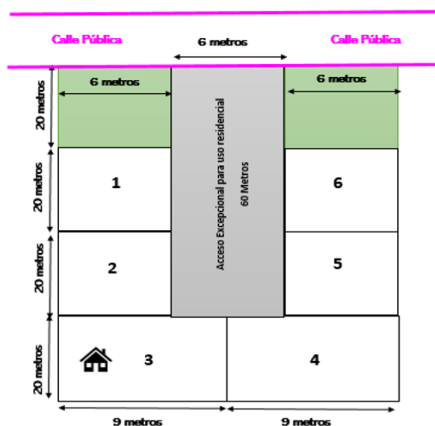 Calle Pública
6 metros
Calle Pública
6 metros
6 metros
20 metros
Acceso Excepcional para uso residencial
60 Metros
20 metros
1
6
20 metros
2
5
20 metros
3
4
9 metros
9 metros